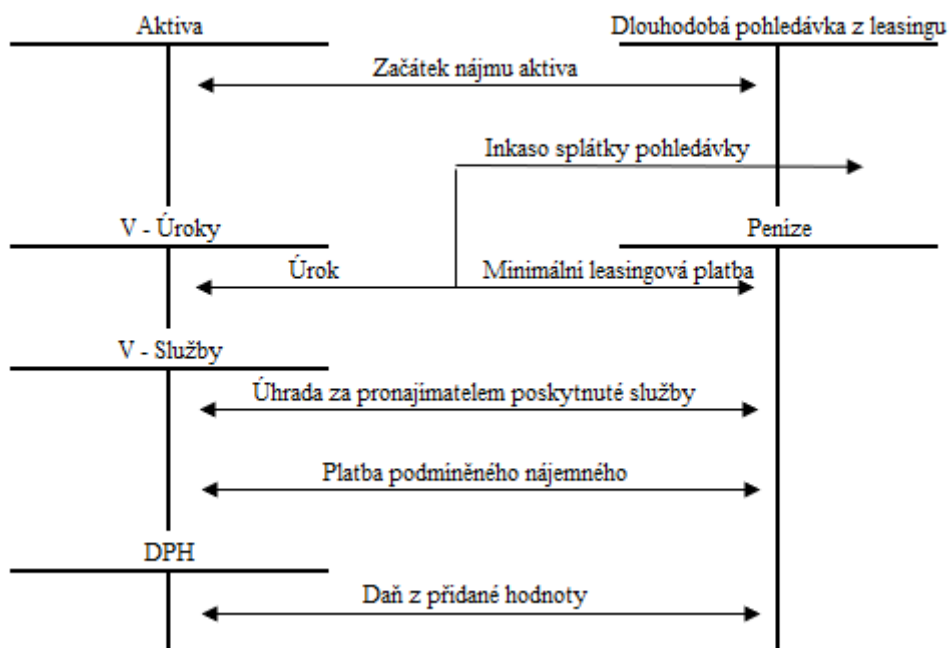 Aktiva
Dlouhodobá pohledávka z leasingu
Začátek nájmu aktiva
Inkaso splátky pohledávky
V - Úroky
Peníze
Úrok
Minimální leasingová platba
V - Služby
Úhrada za pronajímatelem poskytnuté služby
Platba podmíněného nájemného
DPH
Daň z přidané hodnoty